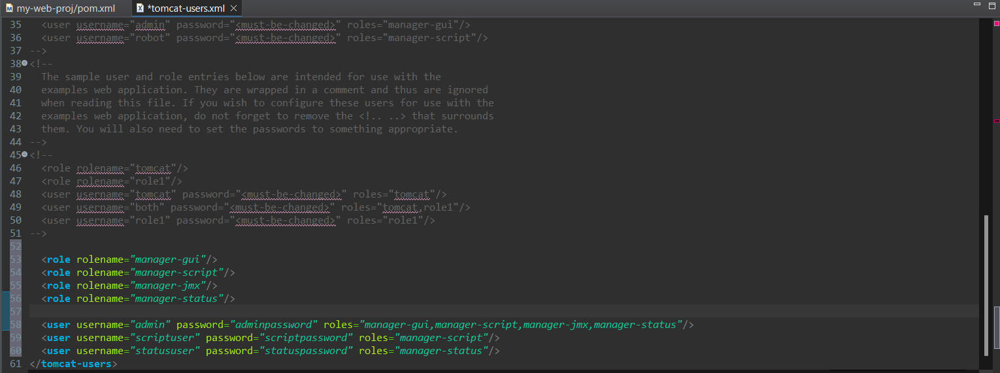 my-web-proj/pom.xml *tomcat-users.xml
35 <user username="admin" password="<must-be-changed>" roles="manager-gui"/>
36 <user username="robot" password="<must-be-changed>" roles="manager-script"/>
37 -->
38 <!--
39 The sample user and role entries below are intended for use with the
40 examples web application. They are wrapped in a comment and thus are ignored
41 when reading this file. If you wish to configure these users for use with the
42 examples web application, do not forget to remove the <!.. ..> that surrounds
43 them. You will also need to set the passwords to something appropriate.
44 -->
45 <!--
46 <role rolename="tomcat"/>
47 <role rolename="role1"/>
48 <user username="tomcat" password="<must-be-changed>" roles="tomcat"/>
49 <user username="both" password="<must-be-changed>" roles="tomcat,role1"/>
50 <user username="role1" password="<must-be-changed>" roles="role1"/>
51 -->
52
53 <role rolename="manager-gui"/>
54 <role rolename="manager-script"/>
55 <role rolename="manager-jmx"/>
56 <role rolename="manager-status"/>
57
58 <user username="admin" password="adminpassword" roles="manager-gui,manager-script,manager-jmx,manager-status"/>
59 <user username="scriptuser" password="scriptpassword" roles="manager-script"/>
60 <user username="statususer" password="statuspassword" roles="manager-status"/>
61 </tomcat-users>